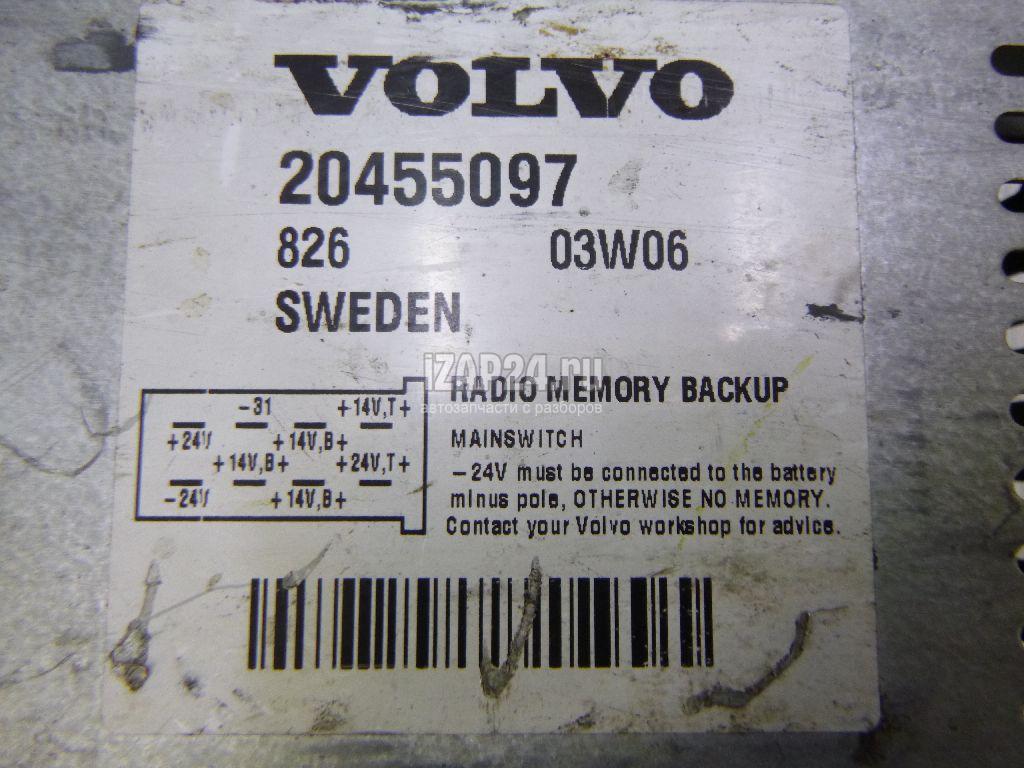 VOLVO
20455097
826 03W06
SWEDEN
iZAP24.ru
автозапчасти с разборов
RADIO MEMORY BACKUP
MAINSWITCH
-24V must be connected to the battery
minus pole, OTHERWISE NO MEMORY.
Contact your Volvo workshop for advice.
-31 +14V,T+
+24V +14V,B+
+14V,B+ +24V,T+
-24V +14V,B+